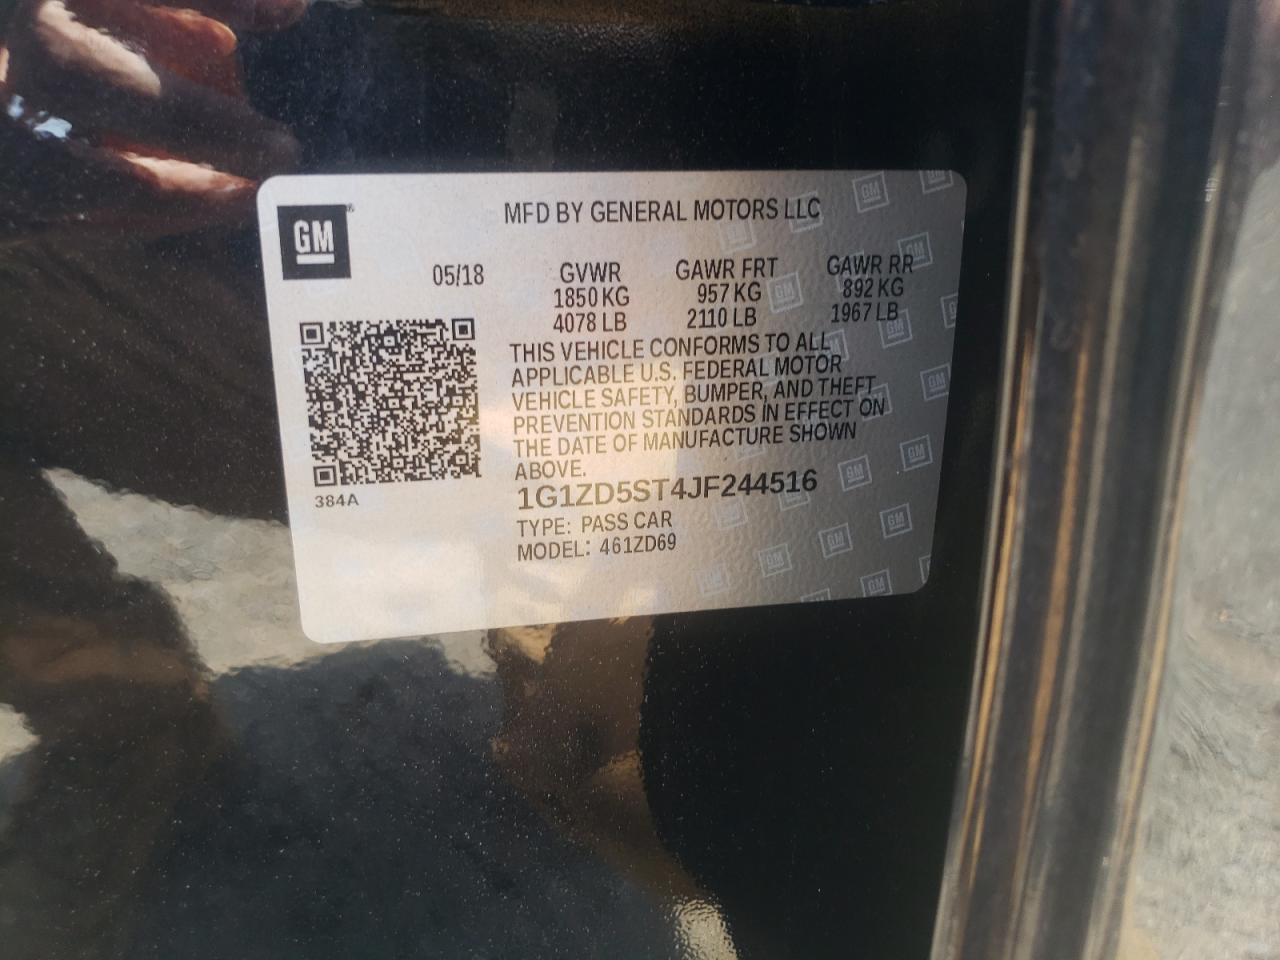 GM
MFD BY GENERAL MOTORS LLC
05/18 GVWR GAWR FRT GAWR RR
1850 KG 957 KG 892 KG
4078 LB 2110 LB 1967 LB
THIS VEHICLE CONFORMS TO ALL
APPLICABLE U.S. FEDERAL MOTOR
VEHICLE SAFETY, BUMPER, AND THEFT
PREVENTION STANDARDS IN EFFECT ON
THE DATE OF MANUFACTURE SHOWN
ABOVE.
384A
1G1ZD5ST4JF244516
TYPE: PASS CAR
MODEL: 461ZD69